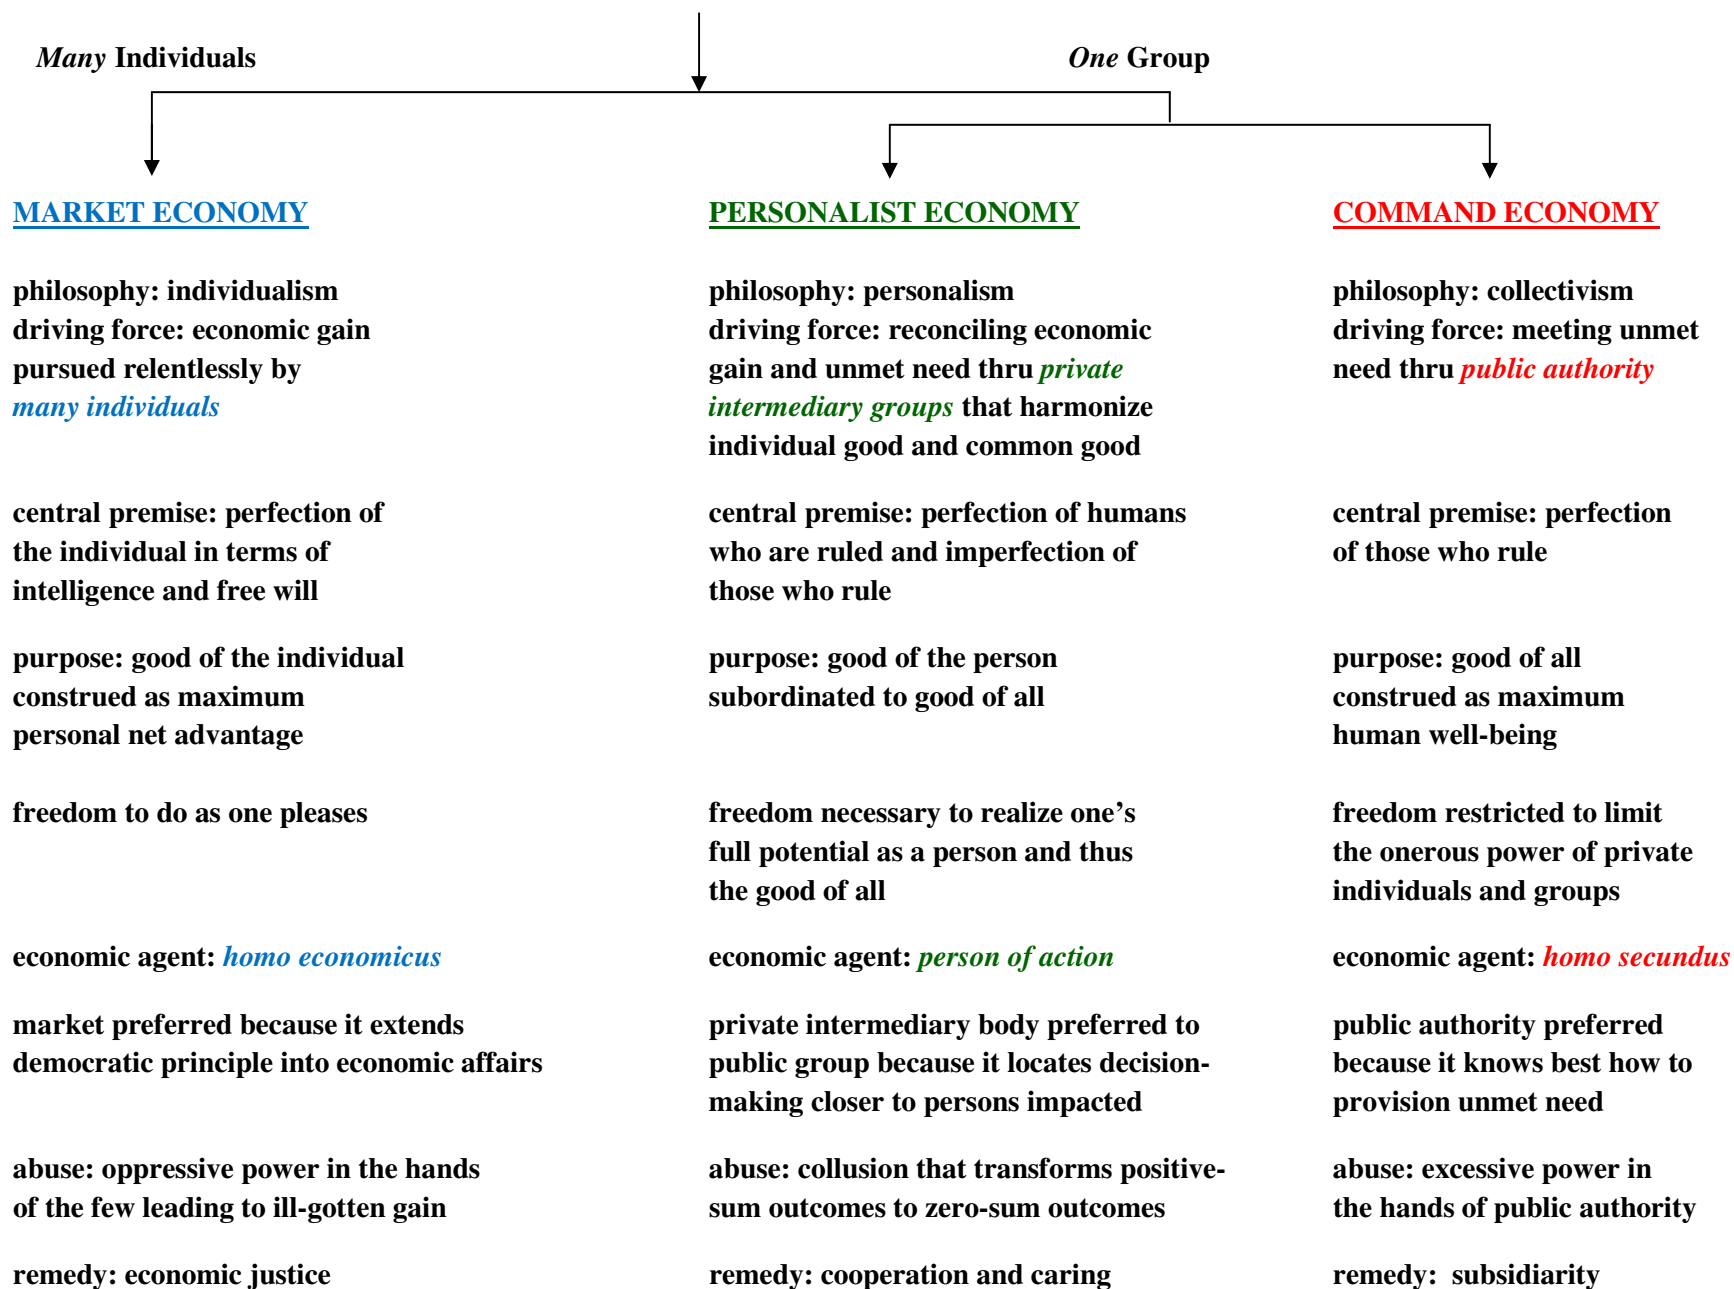 Many Individuals
One Group
MARKET ECONOMY
philosophy: individualism
driving force: economic gain
pursued relentlessly by
many individuals
central premise: perfection of
the individual in terms of
intelligence and free will
purpose: good of the individual
construed as maximum
personal net advantage
freedom to do as one pleases
economic agent: homo economicus
market preferred because it extends
democratic principle into economic affairs
abuse: oppressive power in the hands
of the few leading to ill-gotten gain
remedy: economic justice
PERSONALIST ECONOMY
philosophy: personalism
driving force: reconciling economic
gain and unmet need thru private
intermediary groups that harmonize
individual good and common good
central premise: perfection of humans
who are ruled and imperfection of
those who rule
purpose: good of the person
subordinated to good of all
freedom necessary to realize one’s
full potential as a person and thus
the good of all
economic agent: person of action
private intermediary body preferred to
public group because it locates decision-
making closer to persons impacted
abuse: collusion that transforms positive-
sum outcomes to zero-sum outcomes
remedy: cooperation and caring
COMMAND ECONOMY
philosophy: collectivism
driving force: meeting unmet
need thru public authority
central premise: perfection
of those who rule
purpose: good of all
construed as maximum
human well-being
freedom restricted to limit
the onerous power of private
individuals and groups
economic agent: homo secundus
public authority preferred
because it knows best how to
provision unmet need
abuse: excessive power in
the hands of public authority
remedy: subsidiarity